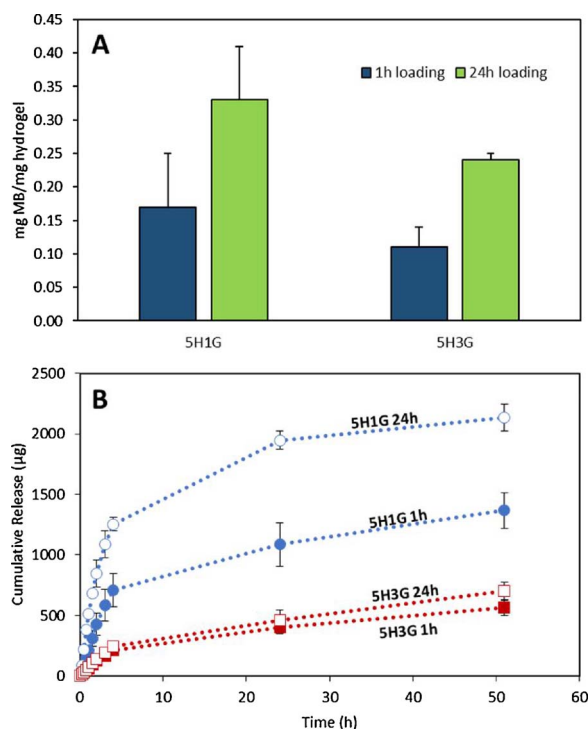 A
1h loading 24h loading
mg MB/mg hydrogel
0.45
0.40
0.35
0.30
0.25
0.20
0.15
0.10
0.05
0.00
5H1G 5H3G
B
Cumulative Release (µg)
2500
2000
1500
1000
500
0
5H1G 24h
5H1G 1h
5H3G 24h
5H3G 1h
0 10 20 30 40 50 60
Time (h)